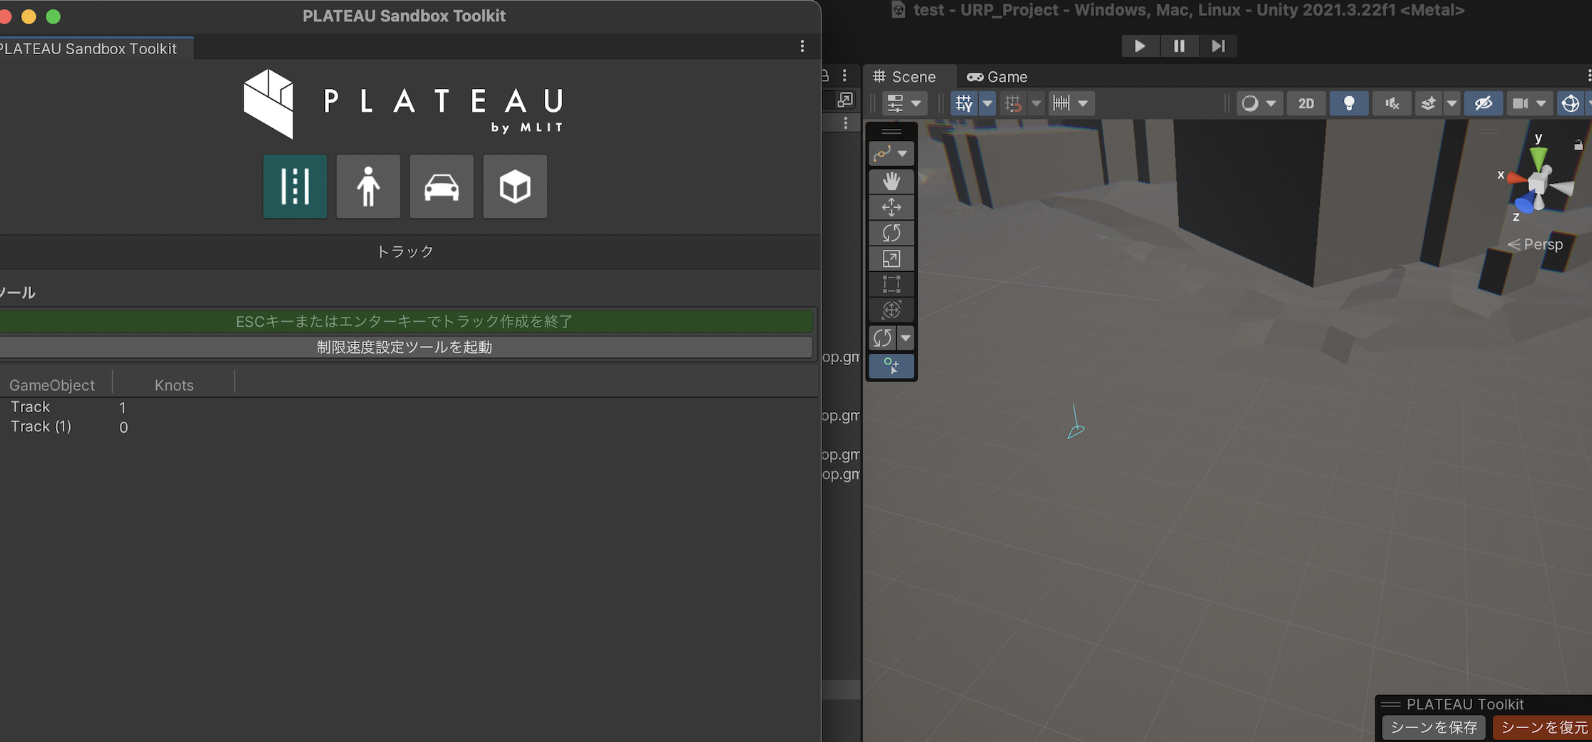 PLATEAU Sandbox Toolkit
PLATEAU Sandbox Toolkit
PLATEAU
by MLIT
トラック
ツール
ESCキーまたはエンターキーでトラック作成を終了
制限速度設定ツールを起動
GameObject Knots
Track 1
Track (1) 0
op.gm
op.gm
op.gm
op.gm
test - URP_Project - Windows, Mac, Linux - Unity 2021.3.22f1 <Metal>
Scene Game
2D
y
x
z
Persp
PLATEAU Toolkit
シーンを保存 シーンを復元